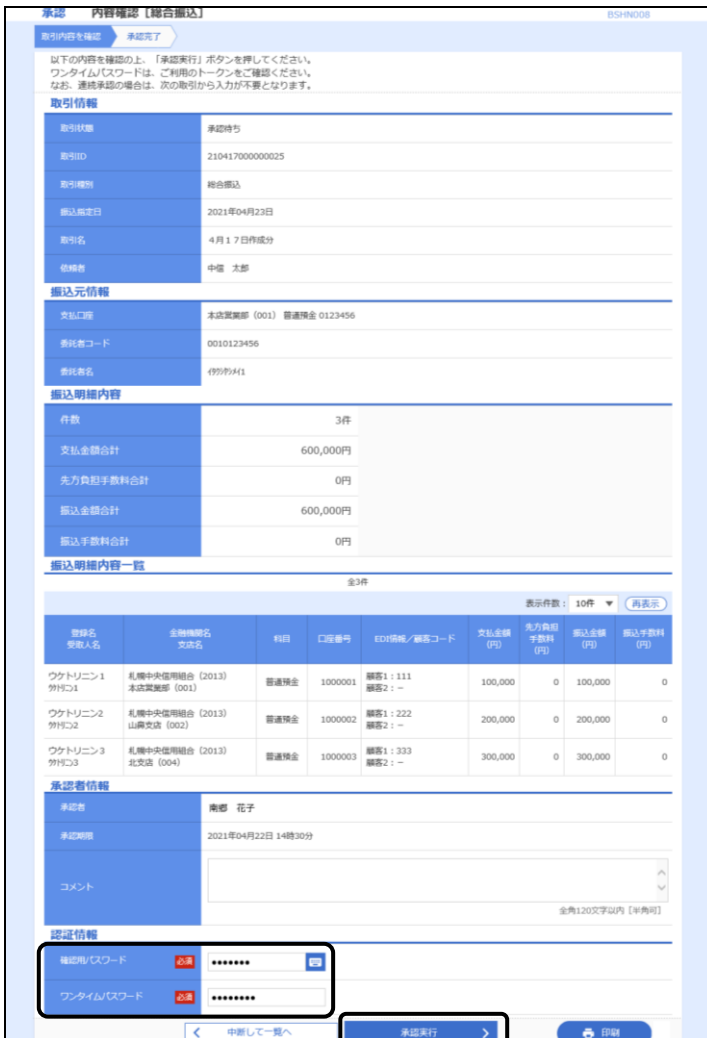 承認 内容確認［総合振込］
BSHN008
取引内容を確認 承認完了
以下の内容を確認の上、「承認実行」ボタンを押してください。
ワンタイムパスワードは、ご利用のトークンをご確認ください。
なお、連続承認の場合は、次の取引から入力が不要となります。
取引情報
取引状態 承認待ち
取引ID 210417000000025
取引種別 総合振込
振込指定日 2021年04月23日
取引名 4月17日作成分
依頼者 中信 太郎
振込元情報
支払口座 本店営業部（001） 普通預金 0123456
委託者コード 0010123456
委託者名
振込明細内容
件数 3件
支払金額合計 600,000円
先方負担手数料合計 0円
振込金額合計 600,000円
振込手数料合計 0円
振込明細内容一覧
全3件
表示件数： 10件 ▼ 再表示
登録名 金融機関名 科目 口座番号 EDI情報／顧客コード 支払金額 先方負担 振込金額 振込手数料
受取人名 支店名 (円) 手数料 (円) (円)
(円)
ウケトリニン1 札幌中央信用組合（2013） 普通預金 1000001 顧客1：111 100,000 0 100,000 0
ｳｹﾄﾘﾆﾝ1 本店営業部（001） 顧客2：−
ウケトリニン2 札幌中央信用組合（2013） 普通預金 1000002 顧客1：222 200,000 0 200,000 0
ｳｹﾄﾘﾆﾝ2 山鼻支店（002） 顧客2：−
ウケトリニン3 札幌中央信用組合（2013） 普通預金 1000003 顧客1：333 300,000 0 300,000 0
ｳｹﾄﾘﾆﾝ3 北支店（004） 顧客2：−
承認者情報
承認者 南郷 花子
承認期限 2021年04月22日 14時30分
コメント
全角120文字以内［半角可］
認証情報
確認用パスワード 必須 ●●●●●●●
ワンタイムパスワード 必須 ●●●●●●●●
中断して一覧へ 承認実行 印刷